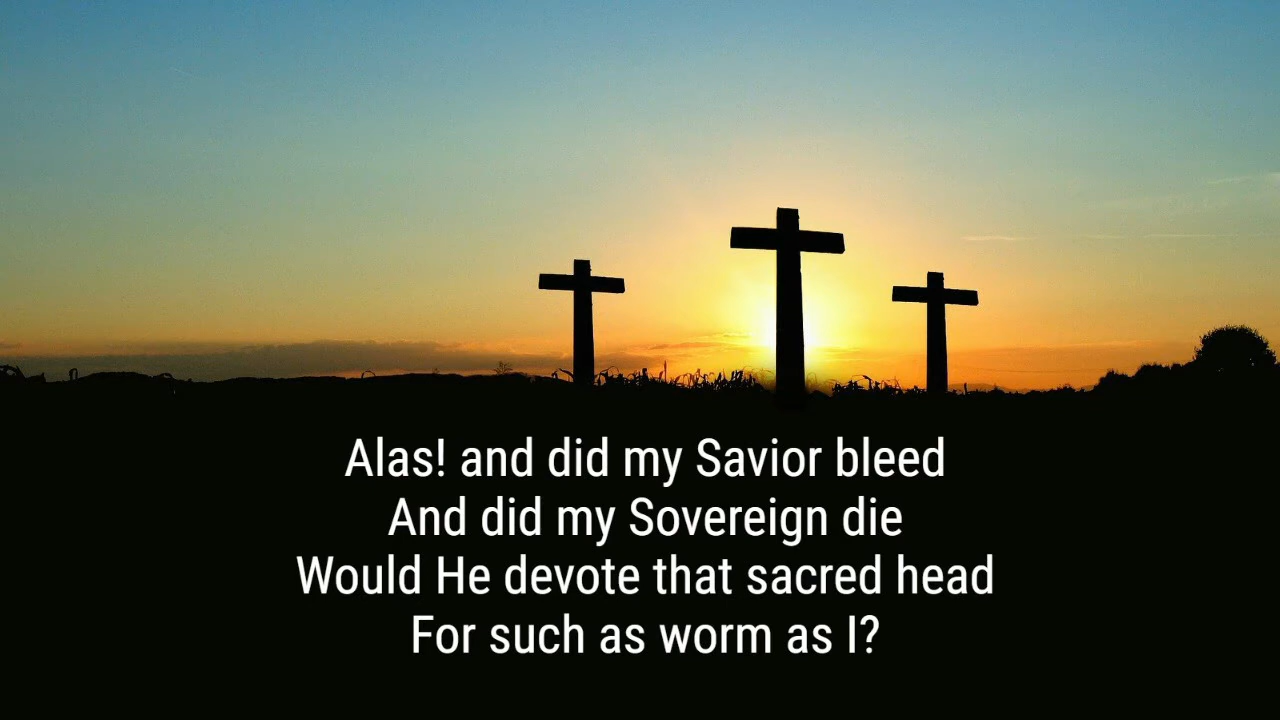 Alas! and did my Savior bleed
And did my Sovereign die
Would He devote that sacred head
For such as worm as I?